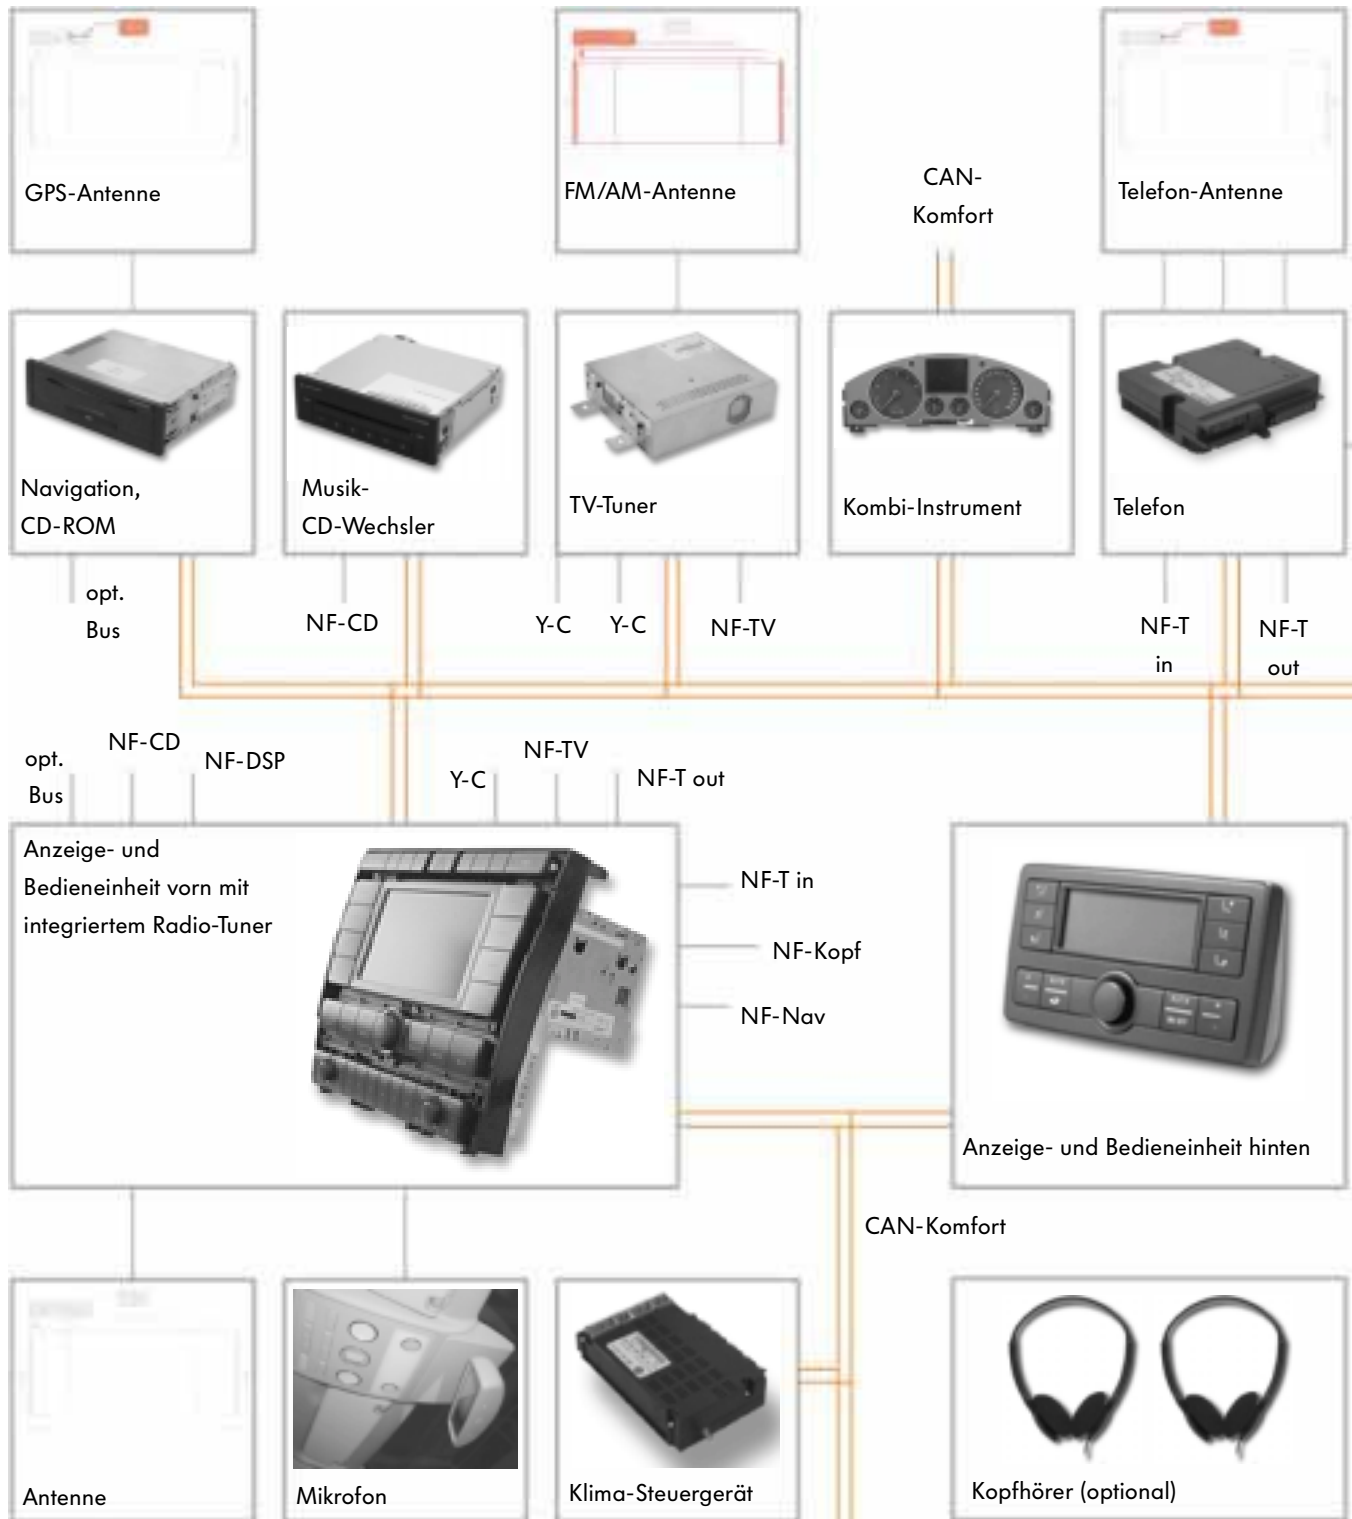 GPS-Antenne
FM/AM-Antenne
CAN-
Komfort
Telefon-Antenne
Navigation,
CD-ROM
Musik-
CD-Wechsler
TV-Tuner
Kombi-Instrument
Telefon
opt.
Bus
NF-CD
Y-C
Y-C
NF-TV
NF-T
in
NF-T
out
opt.
Bus
NF-CD
NF-DSP
Y-C
NF-TV
NF-T out
Anzeige- und
Bedieneinheit vorn mit
integriertem Radio-Tuner
NF-T in
NF-Kopf
NF-Nav
Anzeige- und Bedieneinheit hinten
CAN-Komfort
Antenne
Mikrofon
Klima-Steuergerät
Kopfhörer (optional)